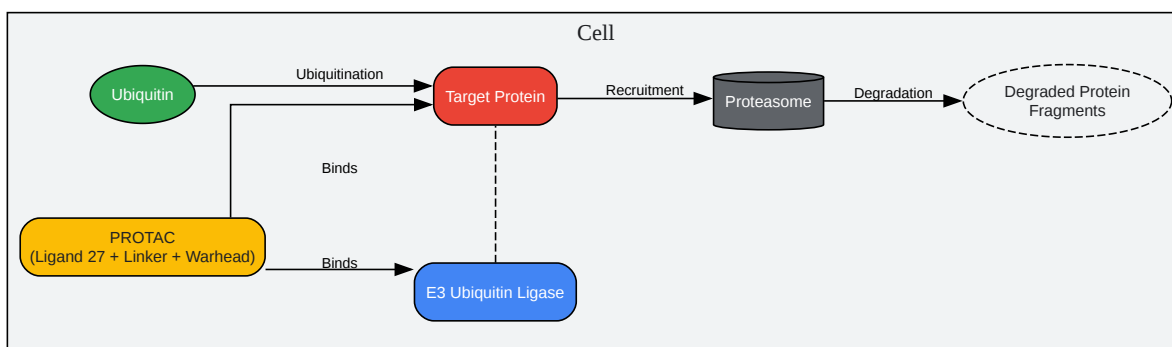 Cell
Ubiquitin
Ubiquitination
Target Protein
Recruitment
Proteasome
Degradation
Degraded Protein
Fragments
Binds
PROTAC
(Ligand 27 + Linker + Warhead)
Binds
E3 Ubiquitin Ligase